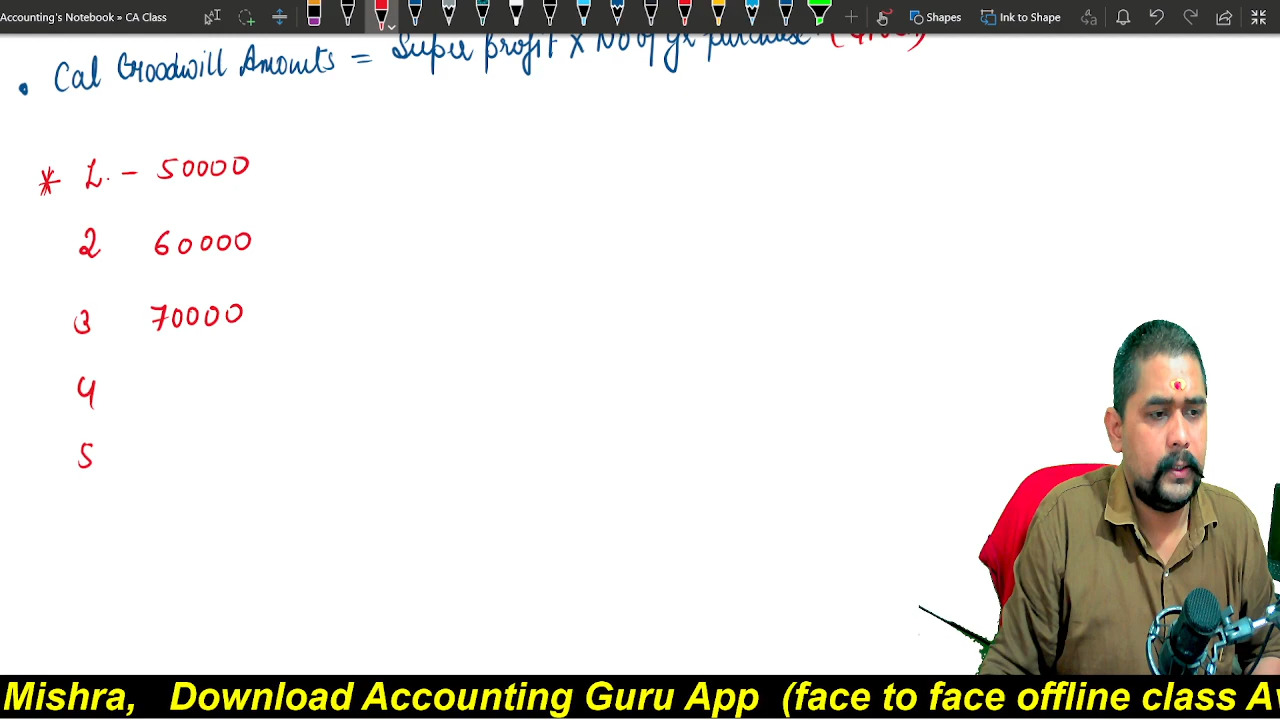 Accounting's Notebook » CA Class
Shapes
Ink to Shape
• Cal Goodwill Amounts = Super profit X No of yr purchase
* 1. - 50000
2 60000
3 70000
4
5
Mishra, Download Accounting Guru App (face to face offline class Av